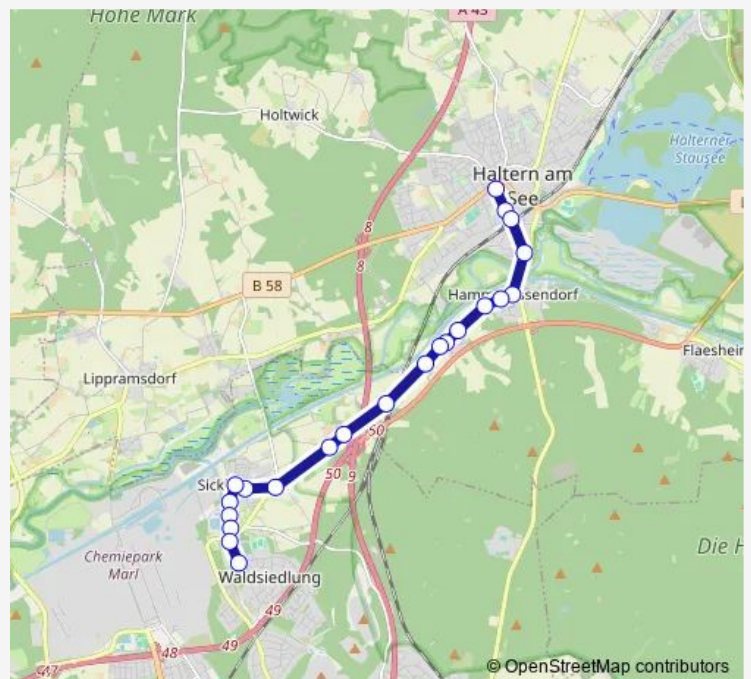 Hohe Mark
A 43
Holtwick
Halterner
Stausee
Haltern am
See
8
8
B 58
Flaesheim
Lippramsdorf
50
50
9
Sick
Chemiepark
Marl
Die H
Waldsiedlung
49
49
48
47
© OpenStreetMap contributors